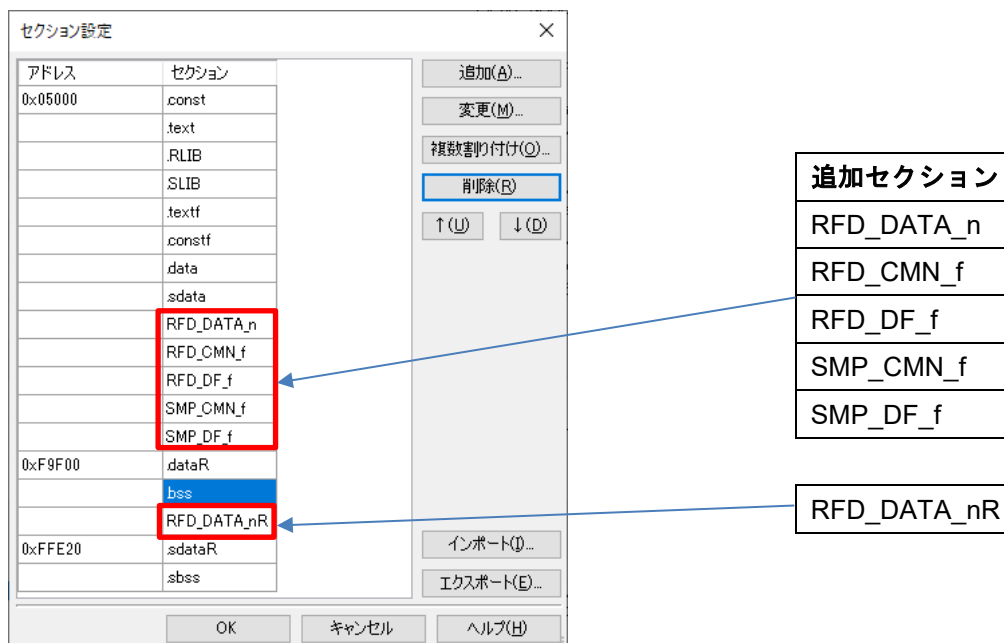 セクション設定
アドレス セクション
0x05000 .const
.text
.RLIB
.SLIB
.textf
.constf
.data
.sdata
RFD_DATA_n
RFD_CMN_f
RFD_DF_f
SMP_CMN_f
SMP_DF_f
0xF9F00 .dataR
.bss
RFD_DATA_nR
0xFFE20 .sdataR
.sbss
追加(A)...
変更(M)...
複数割り付け(O)...
削除(R)
↑(U) ↓(D)
インポート(I)...
エクスポート(E)...
OK キャンセル ヘルプ(H)
追加セクション
RFD_DATA_n
RFD_CMN_f
RFD_DF_f
SMP_CMN_f
SMP_DF_f
RFD_DATA_nR